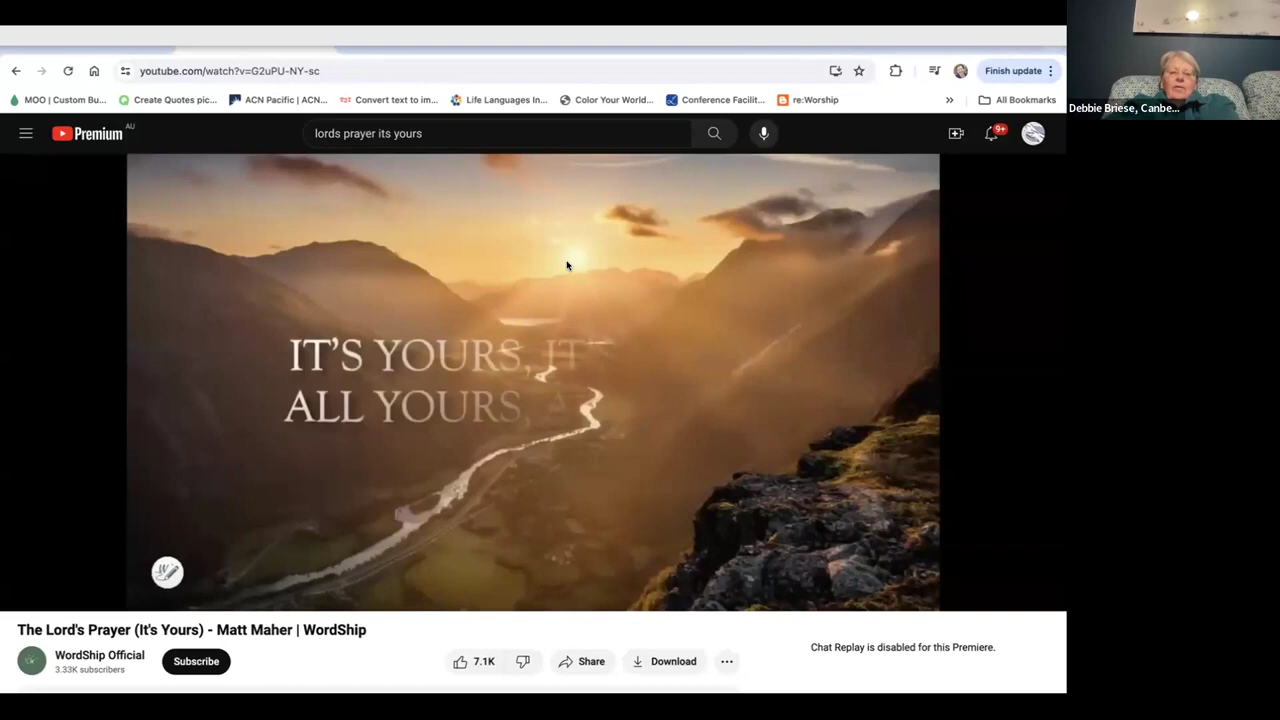 youtube.com/watch?v=G2uPU-NY-sc
Finish update
MOO | Custom Bu...
Create Quotes pic...
ACN Pacific | ACN...
Convert text to im...
Life Languages In...
Color Your World...
Conference Facilit...
re:Worship
»
All Bookmarks
Debbie Briese, Canbe...
Premium AU
lords prayer its yours
9+
IT'S YOURS, IT'S
ALL YOURS, A
The Lord's Prayer (It's Yours) - Matt Maher | WordShip
WordShip Official
3.33K subscribers
Subscribe
7.1K
Share
Download
Chat Replay is disabled for this Premiere.